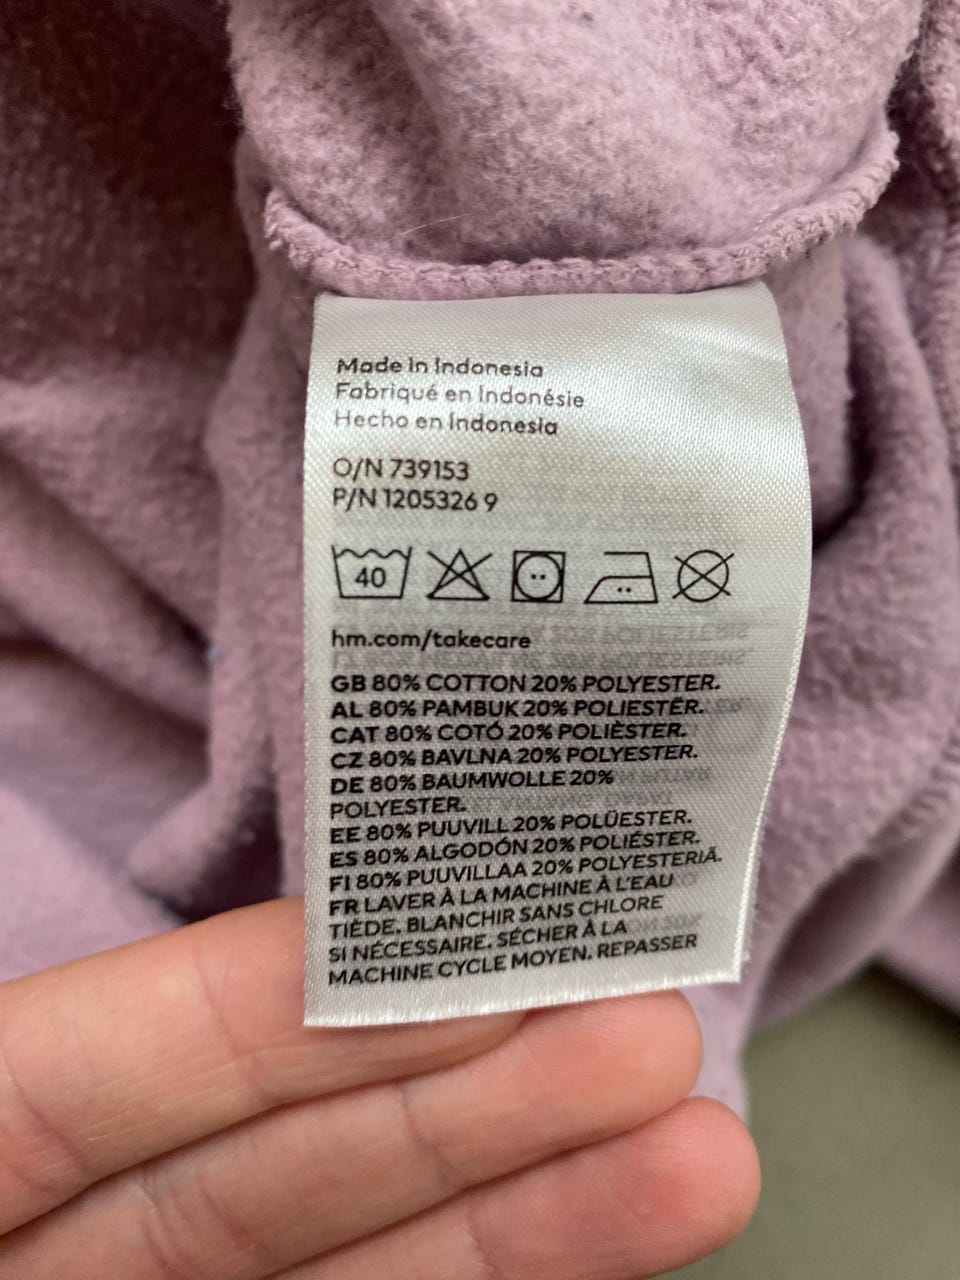 Made in Indonesia
Fabriqué en Indonésie
Hecho en Indonesia
O/N 739153
P/N 1205326 9
40
hm.com/takecare
GB 80% COTTON 20% POLYESTER.
AL 80% PAMBUK 20% POLIESTËR.
CAT 80% COTÓ 20% POLIÈSTER.
CZ 80% BAVLNA 20% POLYESTER.
DE 80% BAUMWOLLE 20%
POLYESTER.
EE 80% PUUVILL 20% POLÜESTER.
ES 80% ALGODÓN 20% POLIÉSTER.
FI 80% PUUVILLAA 20% POLYESTERIÄ.
FR LAVER À LA MACHINE À L'EAU
TIÈDE. BLANCHIR SANS CHLORE
SI NÉCESSAIRE. SÉCHER À LA
MACHINE CYCLE MOYEN. REPASSER